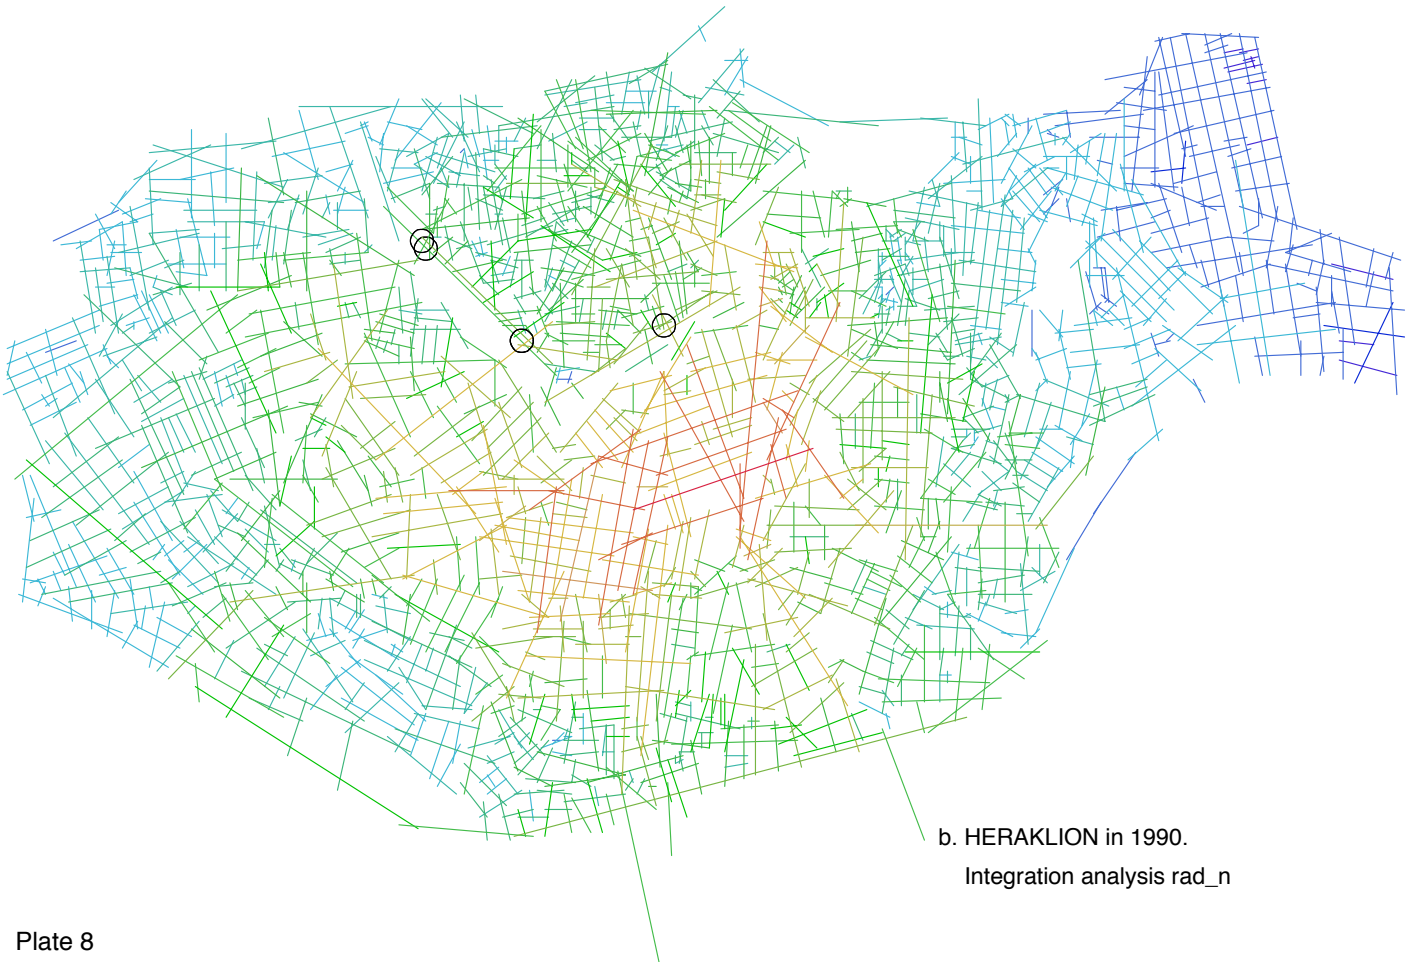 b. HERAKLION in 1990.
Integration analysis rad_n
Plate 8